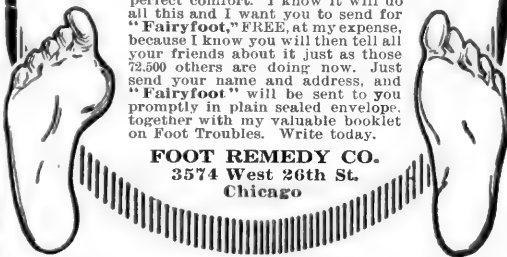 perfect comfort. I know it will do
all this and I want you to send for
"Fairyfoot," FREE, at my expense,
because I know you will then tell all
your friends about it just as those
72.500 others are doing now. Just
send your name and address, and
"Fairyfoot" will be sent to you
promptly in plain sealed envelope.
together with my valuable booklet
on Foot Troubles. Write today.
FOOT REMEDY CO.
3574 West 26th St.
Chicago